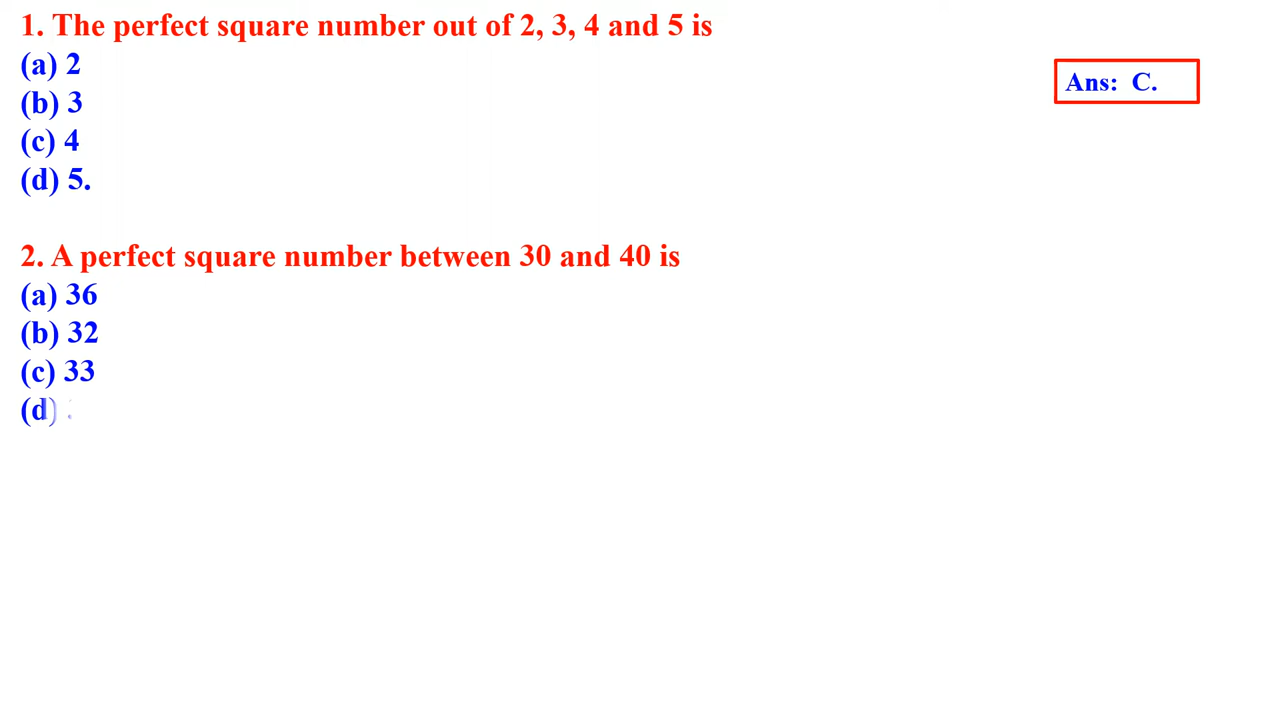 1. The perfect square number out of 2, 3, 4 and 5 is
(a) 2
Ans: C.
(b) 3
(c) 4
(d) 5.
2. A perfect square number between 30 and 40 is
(a) 36
(b) 32
(c) 33
(d)